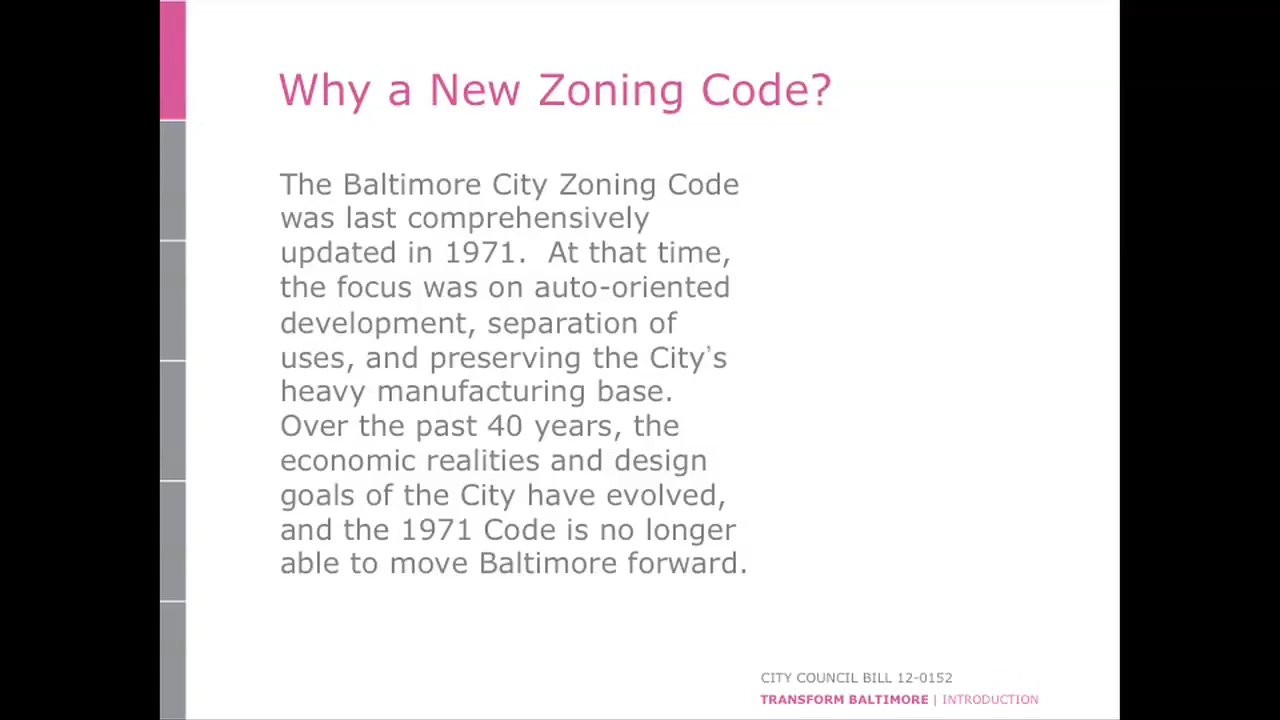 Why a New Zoning Code?
The Baltimore City Zoning Code
was last comprehensively
updated in 1971.  At that time,
the focus was on auto-oriented
development, separation of
uses, and preserving the City’s
heavy manufacturing base.
Over the past 40 years, the
economic realities and design
goals of the City have evolved,
and the 1971 Code is no longer
able to move Baltimore forward.
CITY COUNCIL BILL 12-0152
TRANSFORM BALTIMORE | INTRODUCTION